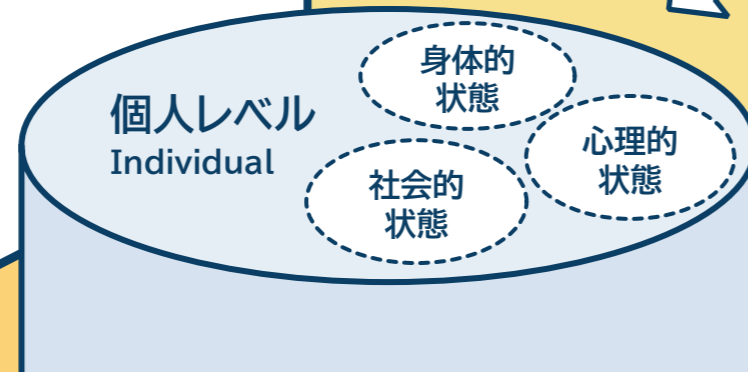 個人レベル
Individual
身体的
状態
心理的
状態
社会的
状態